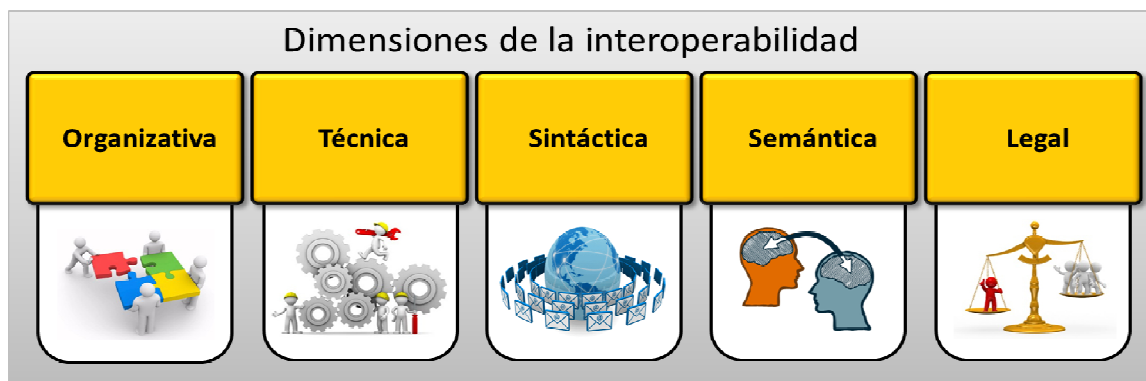 Dimensiones de la interoperabilidad
Organizativa
Técnica
Sintáctica
Semántica
Legal